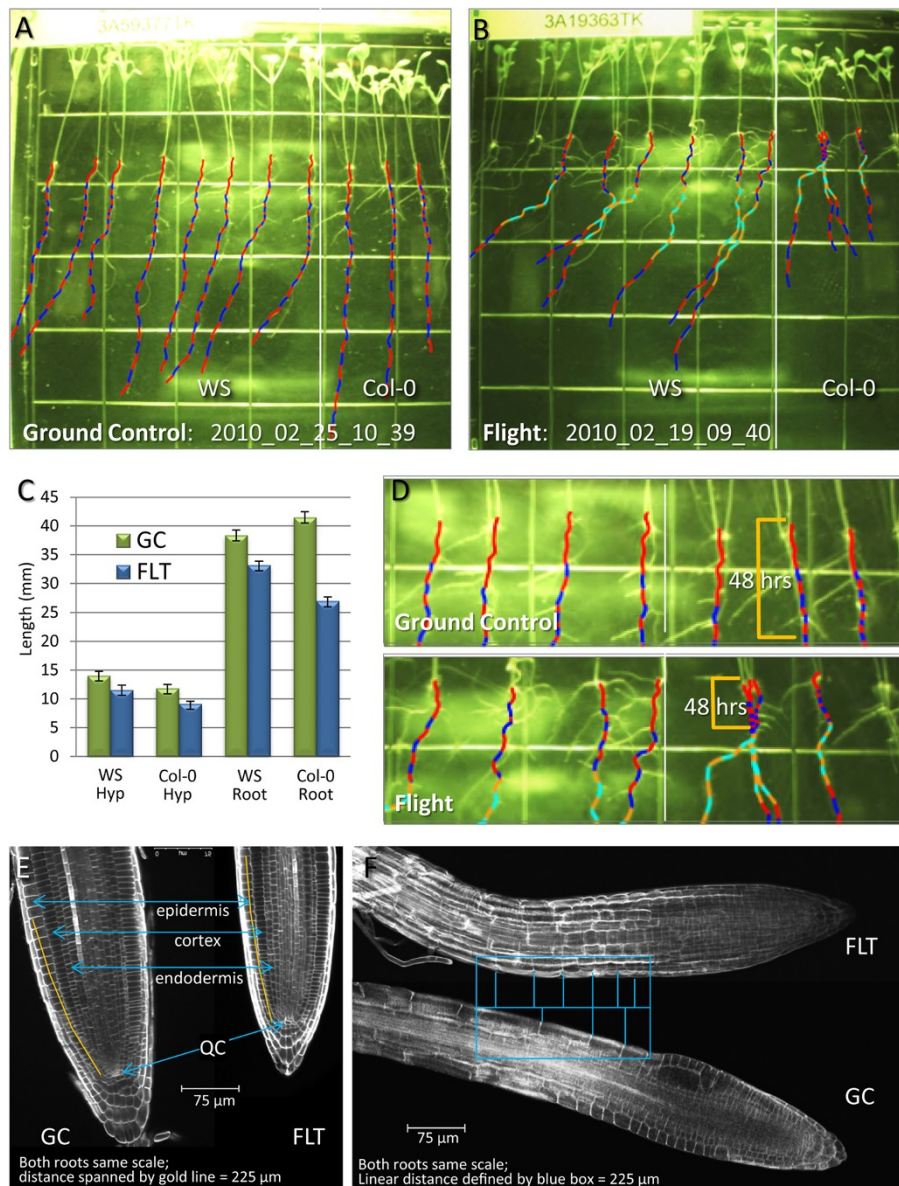 A
3A59377TK
WS
Col-0
Ground Control: 2010_02_25_10_39
B
3A19363TK
WS
Col-0
Flight: 2010_02_19_09_40
C
Length (mm)
45
40
35
30
25
20
15
10
5
0
GC
FLT
WS
Hyp
Col-0
Hyp
WS
Root
Col-0
Root
D
48 hrs
Ground Control
48 hrs
Flight
E
epidermis
cortex
endodermis
QC
75 µm
GC
FLT
Both roots same scale;
distance spanned by gold line = 225 µm
F
FLT
GC
75 µm
Both roots same scale;
Linear distance defined by blue box = 225 µm